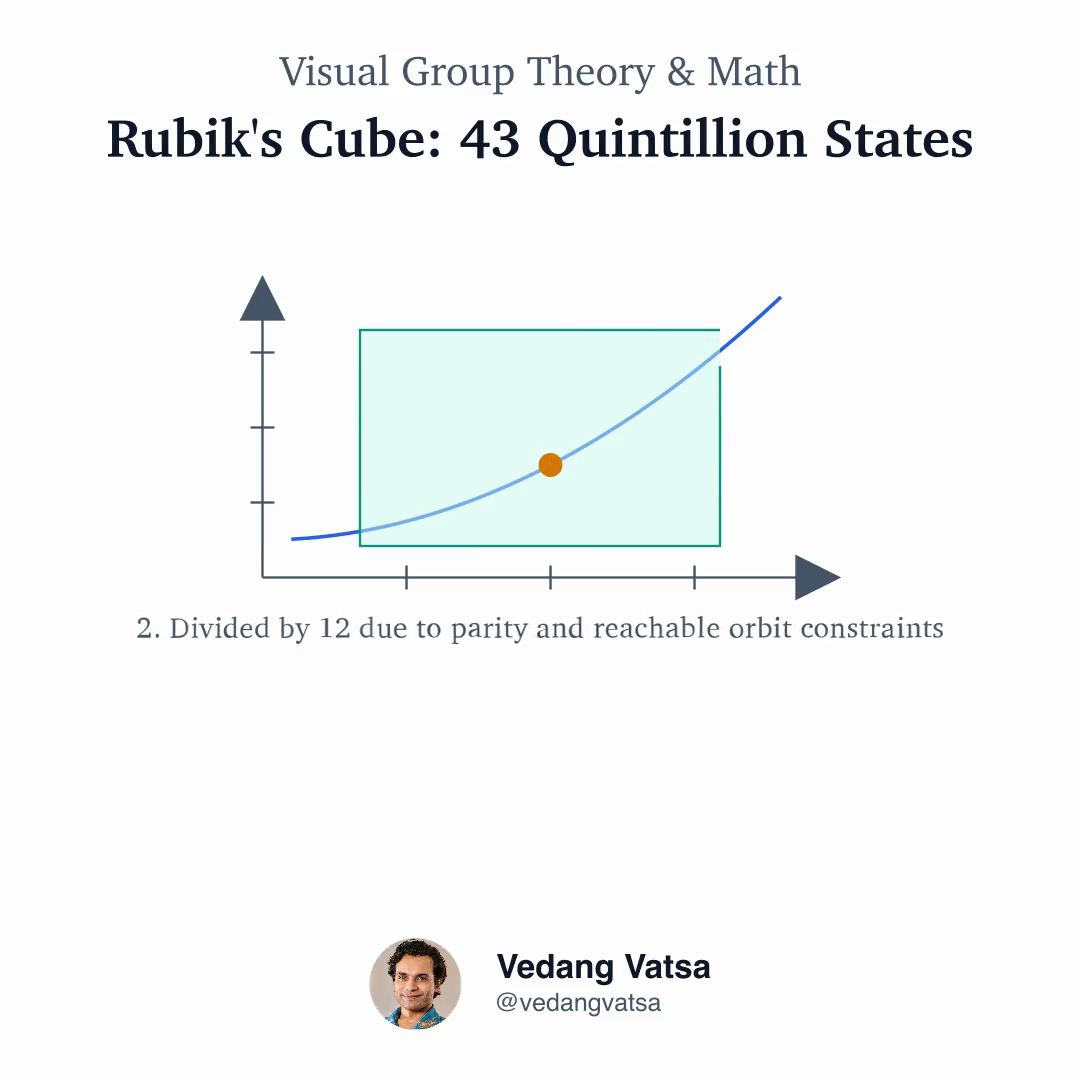 Visual Group Theory & Math
Rubik's Cube: 43 Quintillion States
2. Divided by 12 due to parity and reachable orbit constraints
Vedang Vatsa
@vedangvatsa